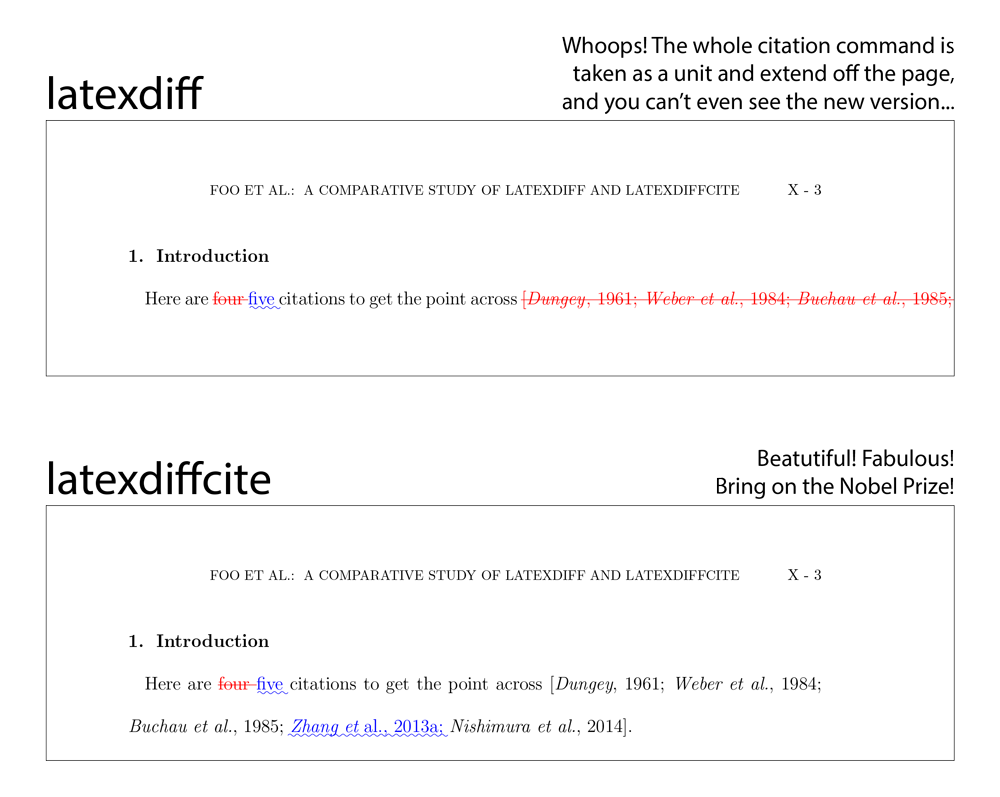 Whoops! The whole citation command is
taken as a unit and extend off the page,
and you can't even see the new version...
latexdiff
FOO ET AL.: A COMPARATIVE STUDY OF LATEXDIFF AND LATEXDIFFCITE X - 3
1. Introduction
Here are four five citations to get the point across [Dungey, 1961; Weber et al., 1984; Buchau et al., 1985;
Beatutiful! Fabulous!
Bring on the Nobel Prize!
latexdiffcite
FOO ET AL.: A COMPARATIVE STUDY OF LATEXDIFF AND LATEXDIFFCITE X - 3
1. Introduction
Here are four five citations to get the point across [Dungey, 1961; Weber et al., 1984;
Buchau et al., 1985; Zhang et al., 2013a; Nishimura et al., 2014].